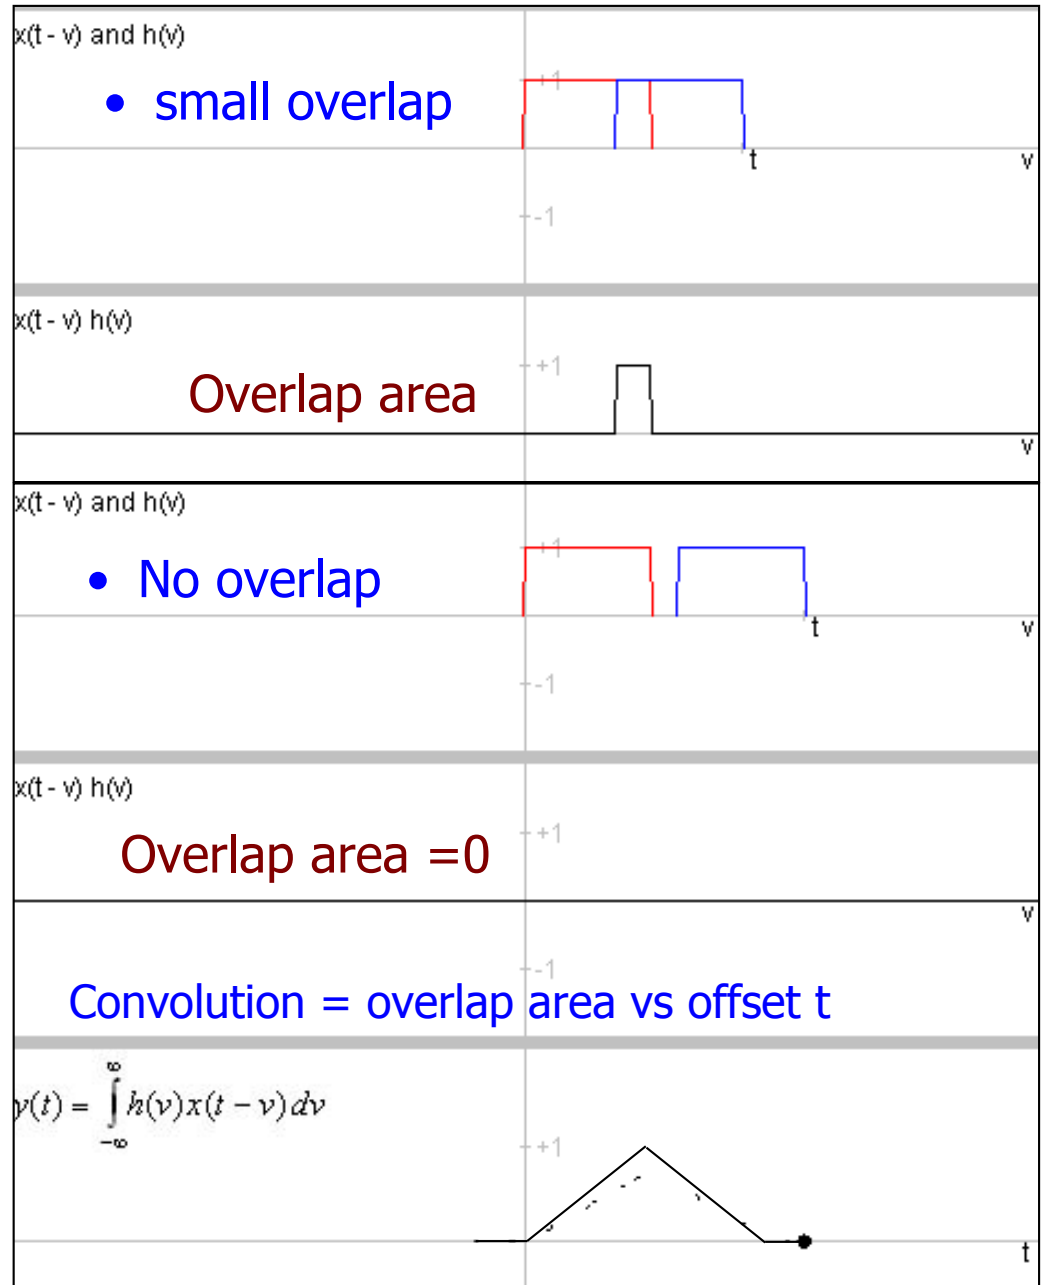 x(t - v) and h(v)
+1
• small overlap
t
v
-1
x(t - v) h(v)
+1
Overlap area
v
x(t - v) and h(v)
+1
• No overlap
t
v
-1
x(t - v) h(v)
+1
Overlap area =0
v
-1
Convolution = overlap area vs offset t
y(t) = ∫_{-∞}^{∞} h(v)x(t - v) dv
+1
t